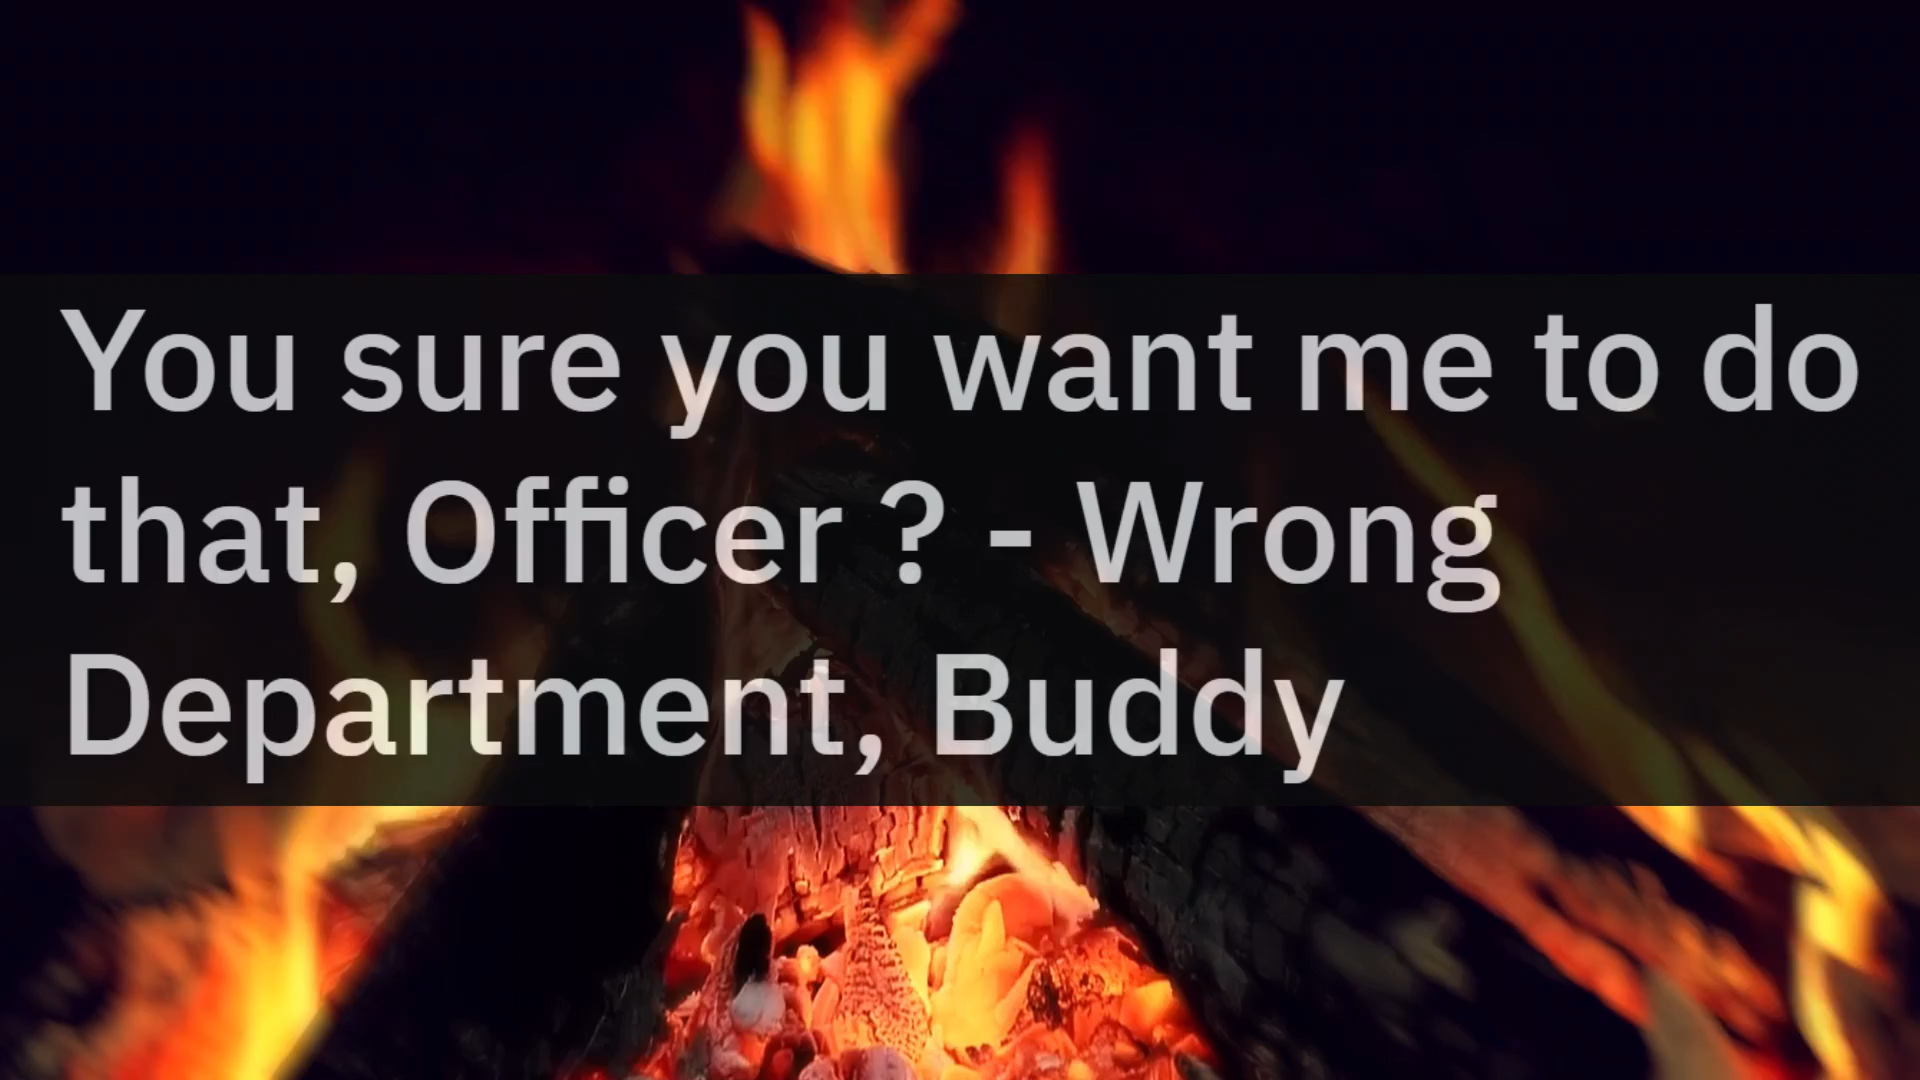 You sure you want me to do
that, Officer ? - Wrong
Department, Buddy